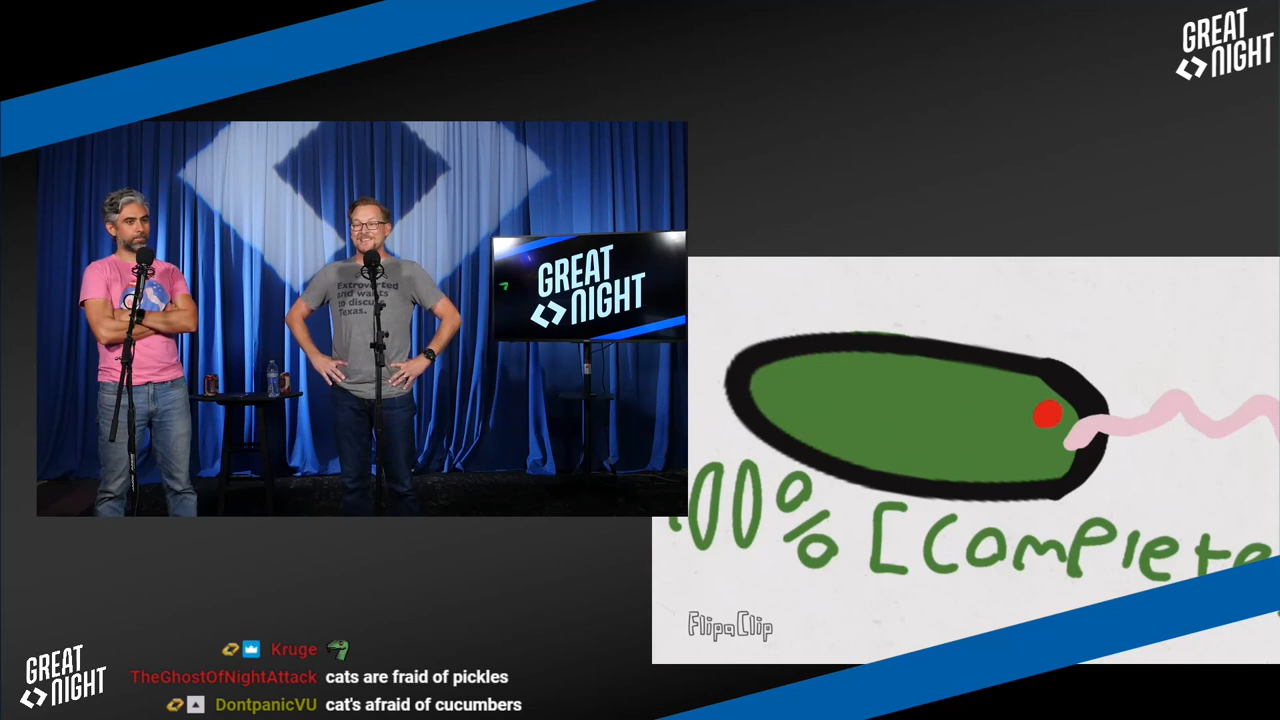 GREAT
NIGHT
Extroverted
and wants
to discuss
Texas.
GREAT
NIGHT
100% [Complete
FlipaClip
Kruge
TheGhostOfNightAttack cats are fraid of pickles
DontpanicVU cat's afraid of cucumbers
GREAT
NIGHT